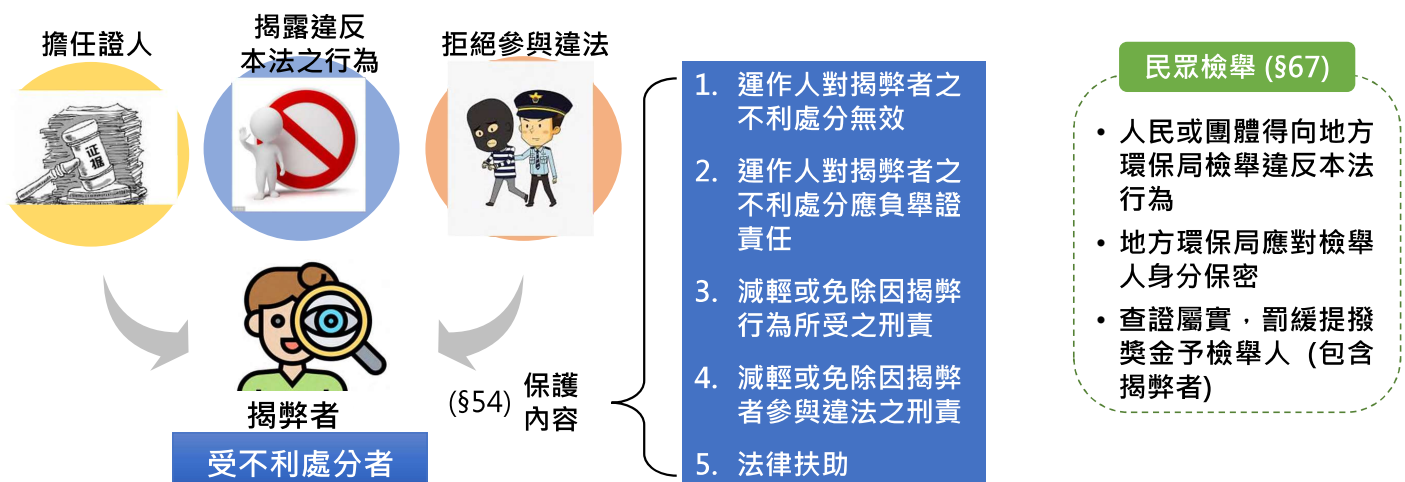 擔任證人
揭露違反
本法之行為
拒絕參與違法
证据
揭弊者
受不利處分者
(§54)
保護
內容
1. 運作人對揭弊者之
不利處分無效
2. 運作人對揭弊者之
不利處分應負舉證
責任
3. 減輕或免除因揭弊
行為所受之刑責
4. 減輕或免除因揭弊
者參與違法之刑責
5. 法律扶助
民眾檢舉 (§67)
• 人民或團體得向地方
環保局檢舉違反本法
行為
• 地方環保局應對檢舉
人身分保密
• 查證屬實，罰鍰提撥
獎金予檢舉人 (包含
揭弊者)